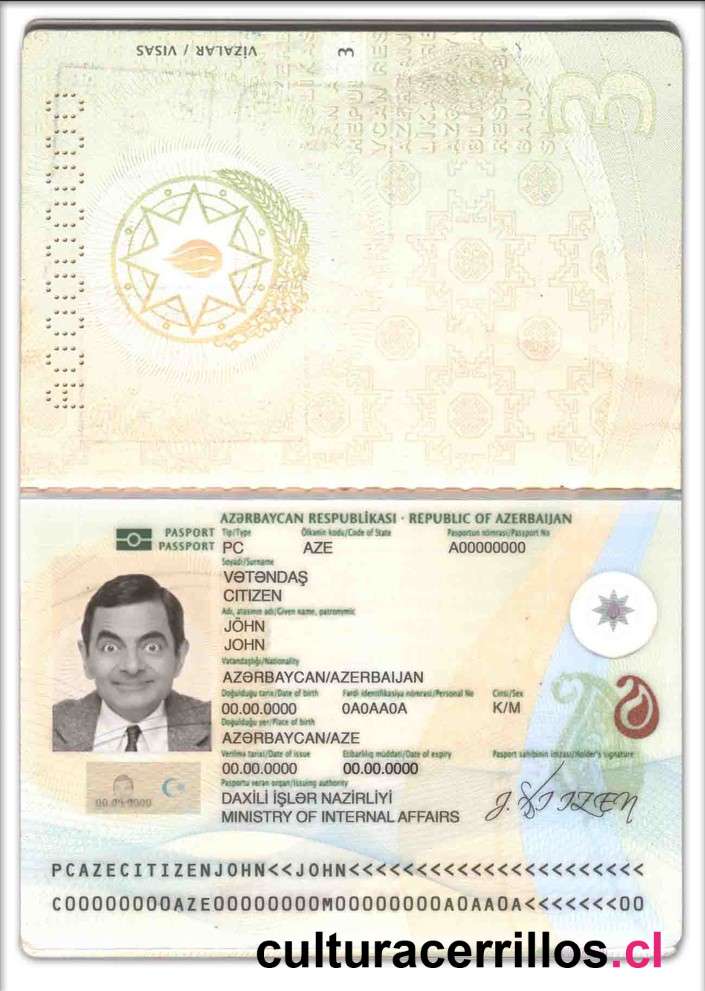 VİZALAR / VISAS
3
3
AZƏRBAYCAN RESPUBLİKASI · REPUBLIC OF AZERBAIJAN
PASPORT Tip/Type Ölkənin kodu/Code of State Pasportun nömrəsi/Passport No
PASSPORT PC AZE A00000000
Soyadı/Surname
VƏTƏNDAŞ
CITIZEN
Adı, atasının adı/Given name, patronymic
JÖHN
JOHN
Vətəndaşlığı/Nationality
AZƏRBAYCAN/AZERBAIJAN
Doğulduğu tarix/Date of birth Fərdi identifikasiya nömrəsi/Personal No Cinsi/Sex
00.00.0000 0A0AA0A K/M
Doğulduğu yer/Place of birth
AZƏRBAYCAN/AZE
Verilmə tarixi/Date of issue Etibarlılıq müddəti/Date of expiry Pasport sahibinin imzası/Holder's signature
00.00.0000 00.00.0000
Pasportu verən orqan/Issuing authority
DAXİLİ İŞLƏR NAZİRLİYİ
MINISTRY OF INTERNAL AFFAIRS
00.00.0000
PCAZECITIZENJOHN<<JOHN<<<<<<<<<<<<<<<<<<<<<<
C00000000AZE00000000M00000000A0AA0A<<<<<<<00
culturacerrillos.cl